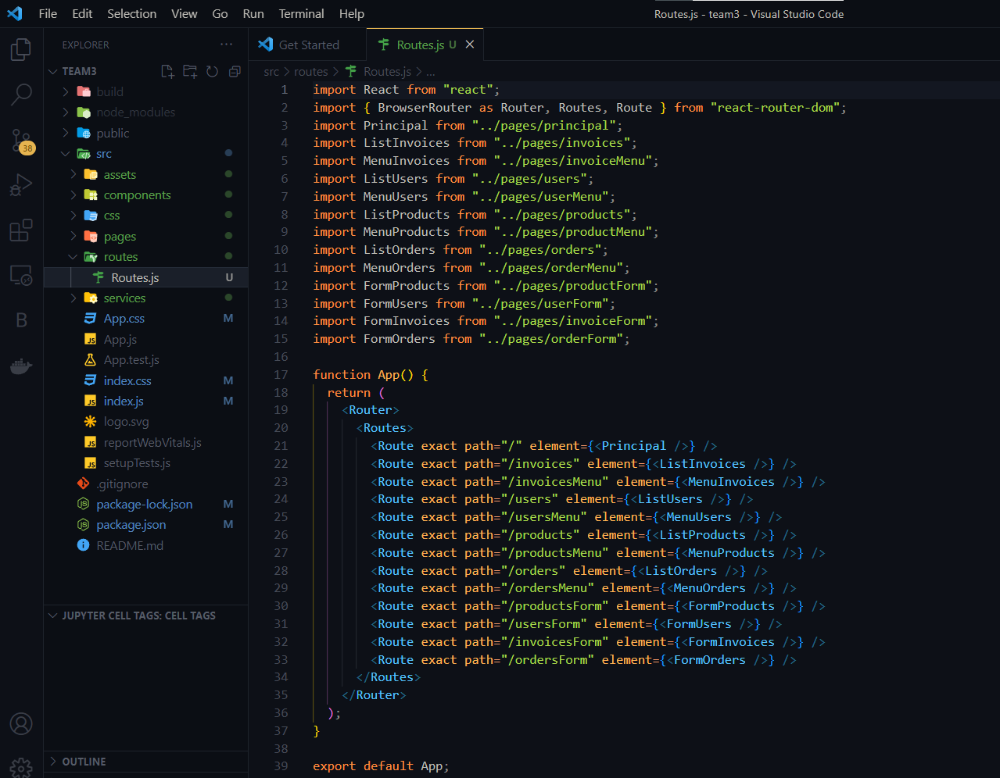 File Edit Selection View Go Run Terminal Help
Routes.js - team3 - Visual Studio Code
EXPLORER
TEAM3
build
node_modules
public
src
assets
components
css
pages
routes
Routes.js U
services
App.css M
App.js
App.test.js
index.css M
index.js M
logo.svg
reportWebVitals.js
setupTests.js
.gitignore
package-lock.json M
package.json M
README.md
JUPYTER CELL TAGS: CELL TAGS
OUTLINE
38
B
Get Started
Routes.js U
src > routes > Routes.js > ...
1 import React from "react";
2 import { BrowserRouter as Router, Routes, Route } from "react-router-dom";
3 import Principal from "../pages/principal";
4 import ListInvoices from "../pages/invoices";
5 import MenuInvoices from "../pages/invoiceMenu";
6 import ListUsers from "../pages/users";
7 import MenuUsers from "../pages/userMenu";
8 import ListProducts from "../pages/products";
9 import MenuProducts from "../pages/productMenu";
10 import ListOrders from "../pages/orders";
11 import MenuOrders from "../pages/orderMenu";
12 import FormProducts from "../pages/productForm";
13 import FormUsers from "../pages/userForm";
14 import FormInvoices from "../pages/invoiceForm";
15 import FormOrders from "../pages/orderForm";
16
17 function App() {
18 return (
19 <Router>
20 <Routes>
21 <Route exact path="/" element={<Principal />} />
22 <Route exact path="/invoices" element={<ListInvoices />} />
23 <Route exact path="/invoicesMenu" element={<MenuInvoices />} />
24 <Route exact path="/users" element={<ListUsers />} />
25 <Route exact path="/usersMenu" element={<MenuUsers />} />
26 <Route exact path="/products" element={<ListProducts />} />
27 <Route exact path="/productsMenu" element={<MenuProducts />} />
28 <Route exact path="/orders" element={<ListOrders />} />
29 <Route exact path="/ordersMenu" element={<MenuOrders />} />
30 <Route exact path="/productsForm" element={<FormProducts />} />
31 <Route exact path="/usersForm" element={<FormUsers />} />
32 <Route exact path="/invoicesForm" element={<FormInvoices />} />
33 <Route exact path="/ordersForm" element={<FormOrders />} />
34 </Routes>
35 </Router>
36 );
37 }
38
39 export default App;